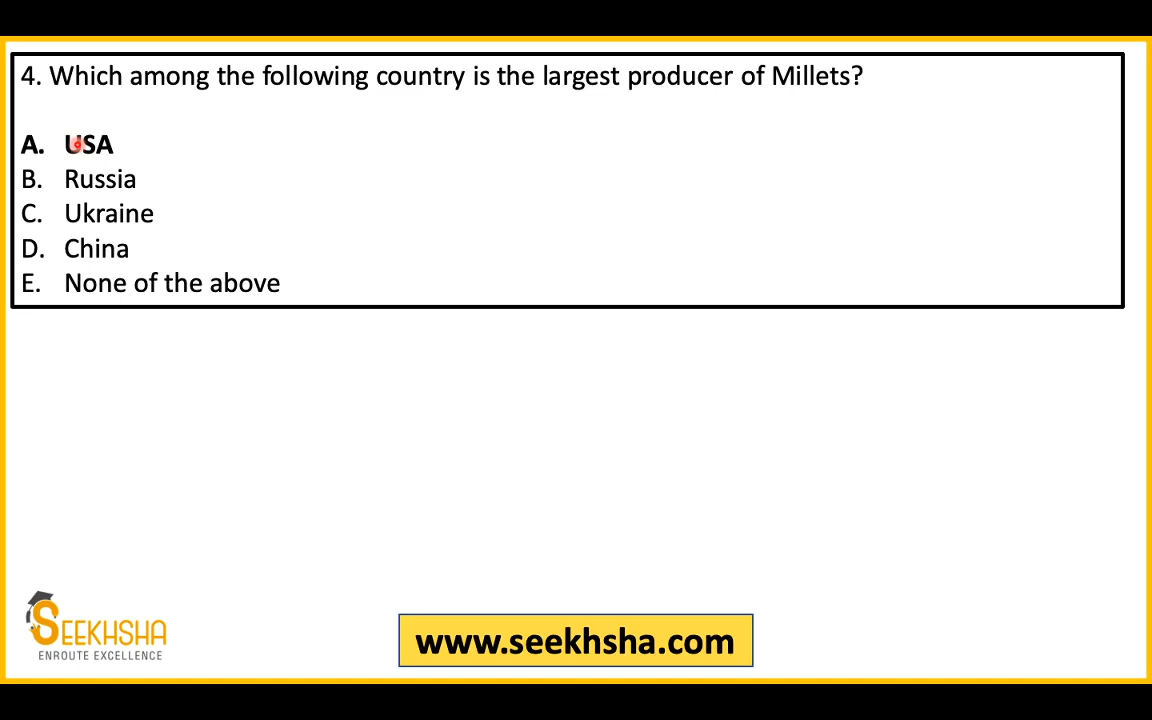 4. Which among the following country is the largest producer of Millets?
A. USA
B. Russia
C. Ukraine
D. China
E. None of the above
SEEKHSHA
ENROUTE EXCELLENCE
www.seekhsha.com